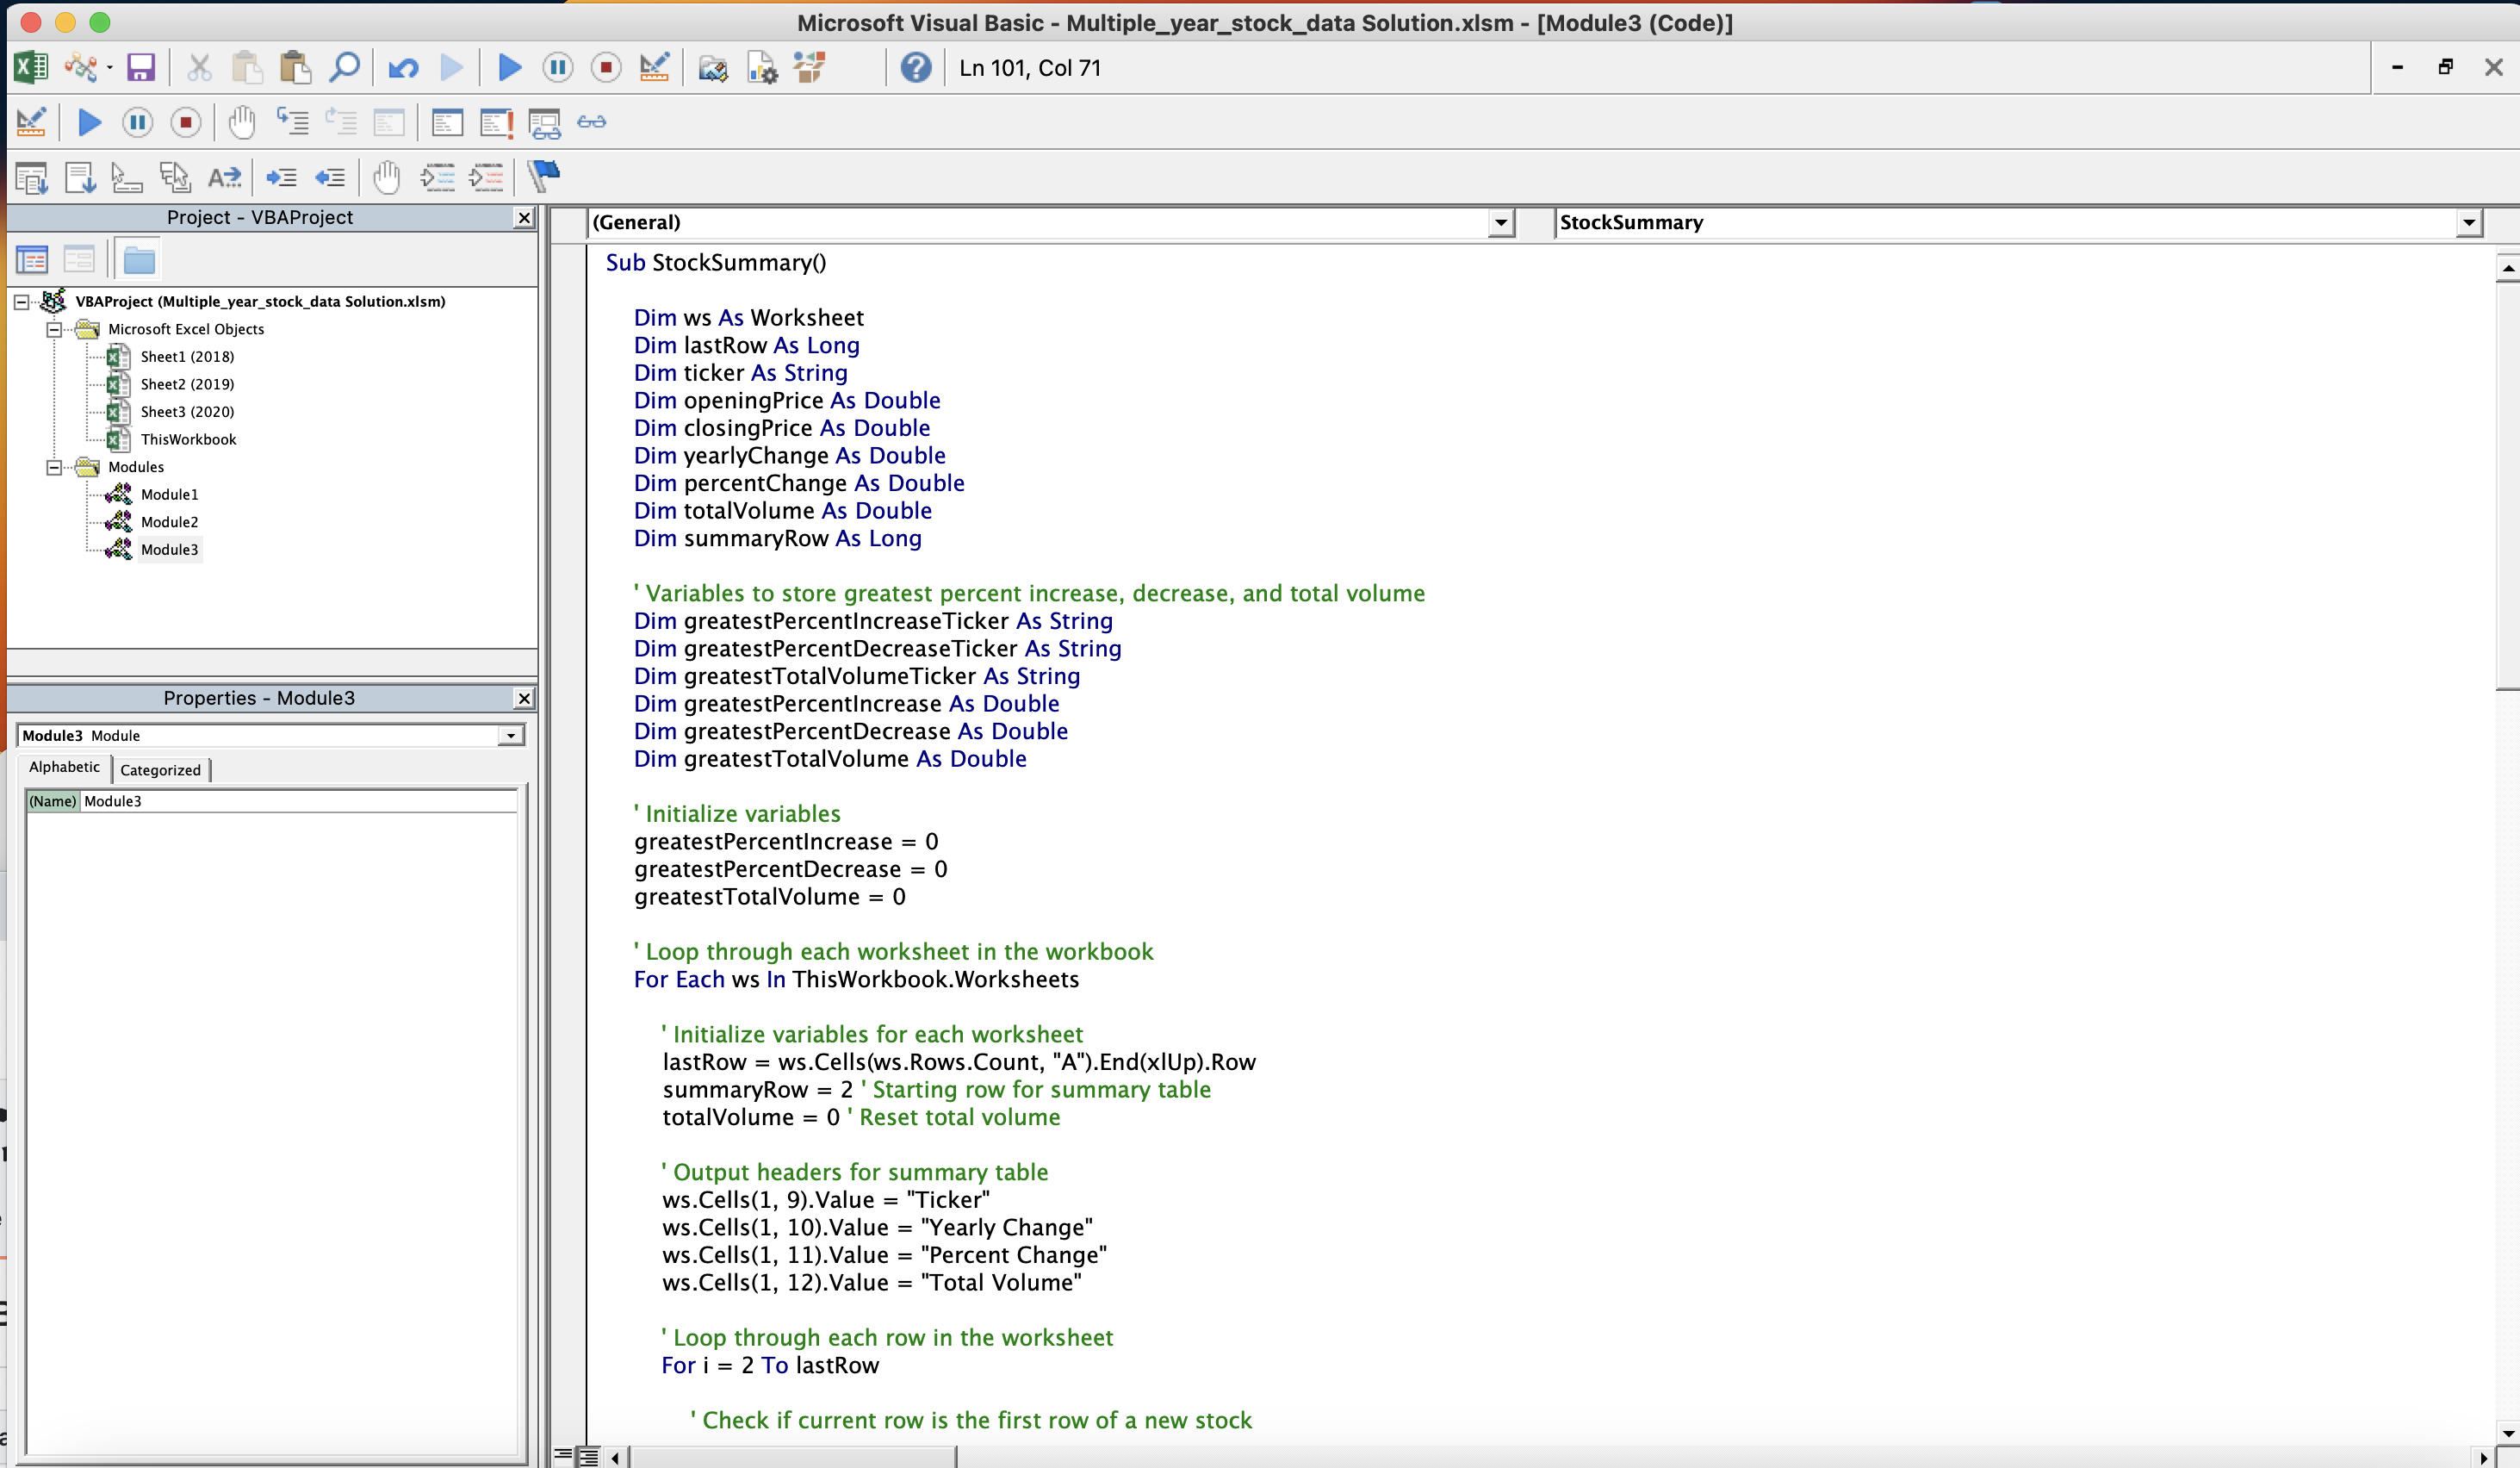 Microsoft Visual Basic - Multiple_year_stock_data Solution.xlsm - [Module3 (Code)]
Ln 101, Col 71
Project - VBAProject
VBAProject (Multiple_year_stock_data Solution.xlsm)
Microsoft Excel Objects
Sheet1 (2018)
Sheet2 (2019)
Sheet3 (2020)
ThisWorkbook
Modules
Module1
Module2
Module3
Properties - Module3
Module3 Module
Alphabetic
Categorized
(Name) Module3
(General)
StockSummary
Sub StockSummary()
Dim ws As Worksheet
Dim lastRow As Long
Dim ticker As String
Dim openingPrice As Double
Dim closingPrice As Double
Dim yearlyChange As Double
Dim percentChange As Double
Dim totalVolume As Double
Dim summaryRow As Long
' Variables to store greatest percent increase, decrease, and total volume
Dim greatestPercentIncreaseTicker As String
Dim greatestPercentDecreaseTicker As String
Dim greatestTotalVolumeTicker As String
Dim greatestPercentIncrease As Double
Dim greatestPercentDecrease As Double
Dim greatestTotalVolume As Double
' Initialize variables
greatestPercentIncrease = 0
greatestPercentDecrease = 0
greatestTotalVolume = 0
' Loop through each worksheet in the workbook
For Each ws In ThisWorkbook.Worksheets
' Initialize variables for each worksheet
lastRow = ws.Cells(ws.Rows.Count, "A").End(xlUp).Row
summaryRow = 2 ' Starting row for summary table
totalVolume = 0 ' Reset total volume
' Output headers for summary table
ws.Cells(1, 9).Value = "Ticker"
ws.Cells(1, 10).Value = "Yearly Change"
ws.Cells(1, 11).Value = "Percent Change"
ws.Cells(1, 12).Value = "Total Volume"
' Loop through each row in the worksheet
For i = 2 To lastRow
' Check if current row is the first row of a new stock